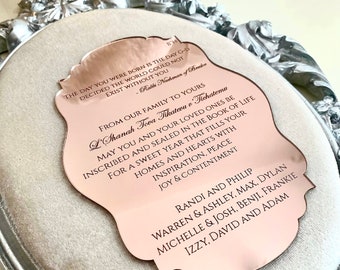 THE DAY YOU WERE BORN IS THE DAY G-D
DECIDED THE WORLD COULD NOT
EXIST WITHOUT YOU
Rabbi Nachman of Breslov
FROM OUR FAMILY TO YOURS
L'Shanah Tova Tikatevu v Techatemu
MAY YOU AND YOUR LOVED ONES BE
INSCRIBED AND SEALED IN THE BOOK OF LIFE
FOR A SWEET YEAR THAT FILLS YOUR
HOMES AND HEARTS WITH
INSPIRATION, PEACE
JOY & CONTENTMENT
RANDI AND PHILIP
WARREN & ASHLEY, MAX, DYLAN
MICHELLE & JOSH, BENJI, FRANKIE
IZZY, DAVID AND ADAM